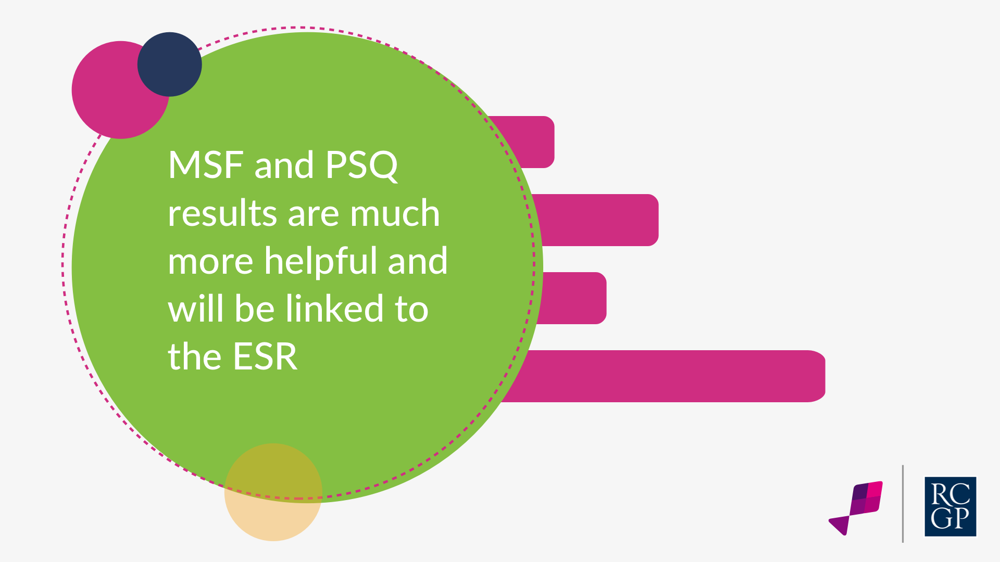 MSF and PSQ
results are much
more helpful and
will be linked to
the ESR
RC
GP